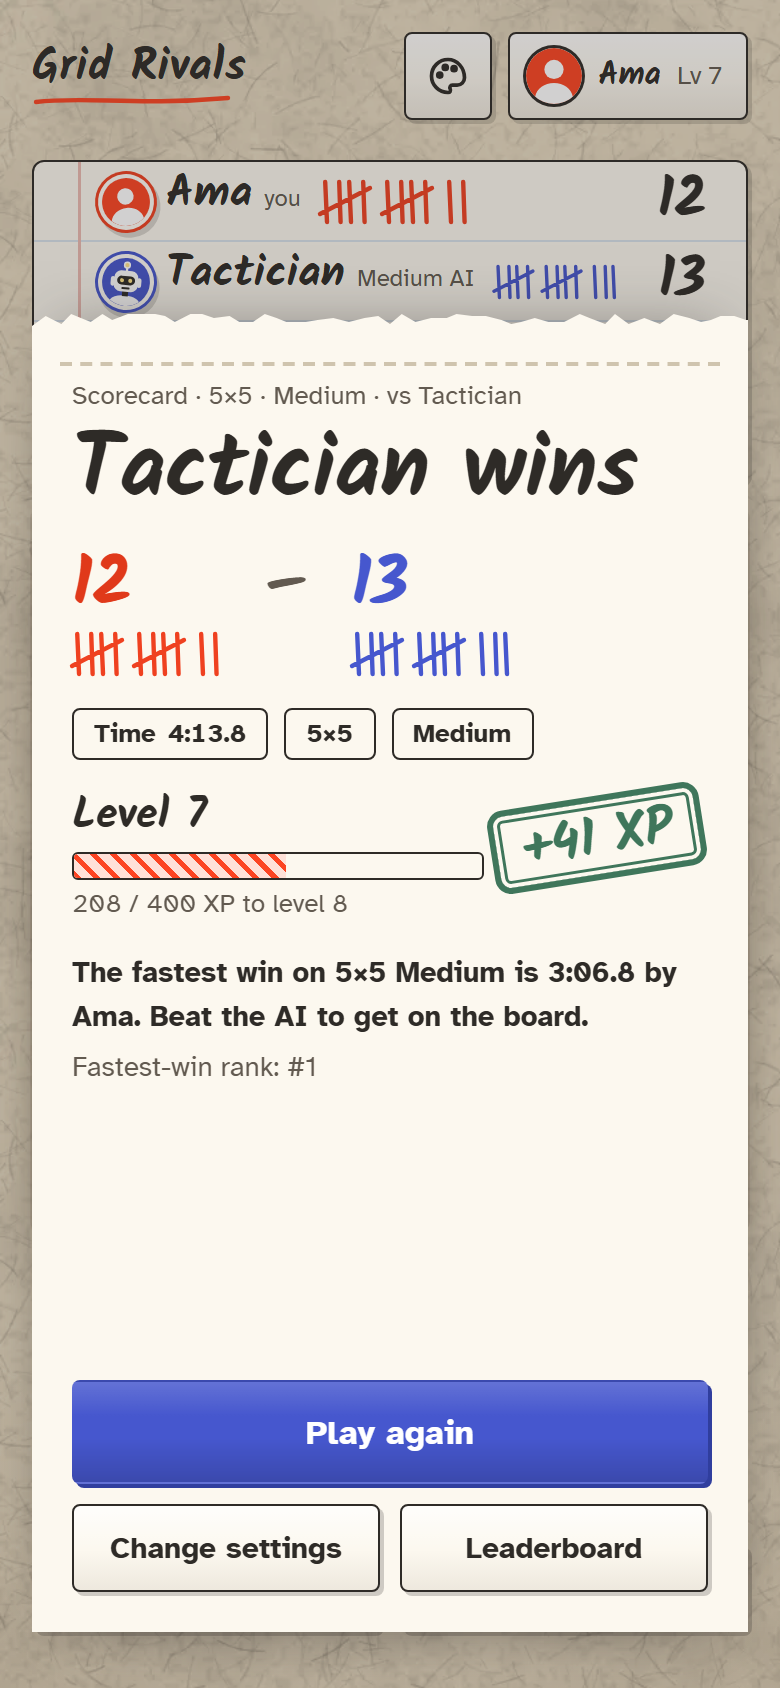 Grid Rivals
Ama Lv 7
Ama you 12
Tactician Medium AI 13
Scorecard · 5×5 · Medium · vs Tactician
Tactician wins
12 – 13
Time 4:13.8 5×5 Medium
Level 7
+41 XP
208 / 400 XP to level 8
The fastest win on 5×5 Medium is 3:06.8 by
Ama. Beat the AI to get on the board.
Fastest-win rank: #1
Play again
Change settings Leaderboard